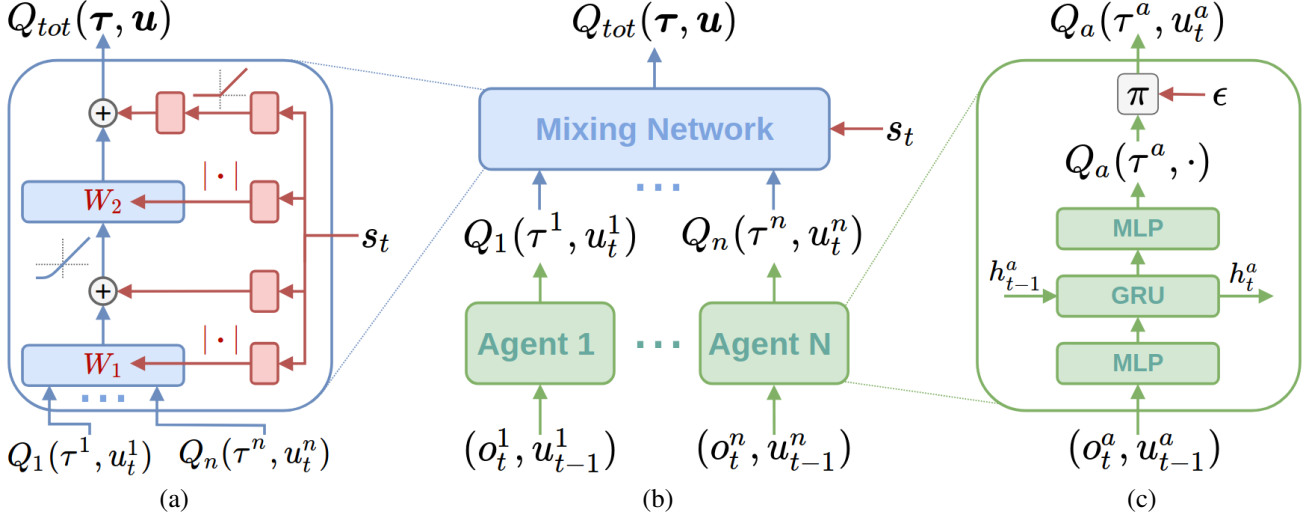 Q_{tot}(τ, u)
+
| · |
W_2
s_t
+
| · |
W_1
...
Q_1(τ^1, u_t^1)
Q_n(τ^n, u_t^n)
(a)
Q_{tot}(τ, u)
Mixing Network
s_t
...
Q_1(τ^1, u_t^1)
Q_n(τ^n, u_t^n)
Agent 1
...
Agent N
(o_t^1, u_{t-1}^1)
(o_t^n, u_{t-1}^n)
(b)
Q_a(τ^a, u_t^a)
π
ϵ
Q_a(τ^a, ·)
MLP
h_{t-1}^a
GRU
h_t^a
MLP
(o_t^a, u_{t-1}^a)
(c)